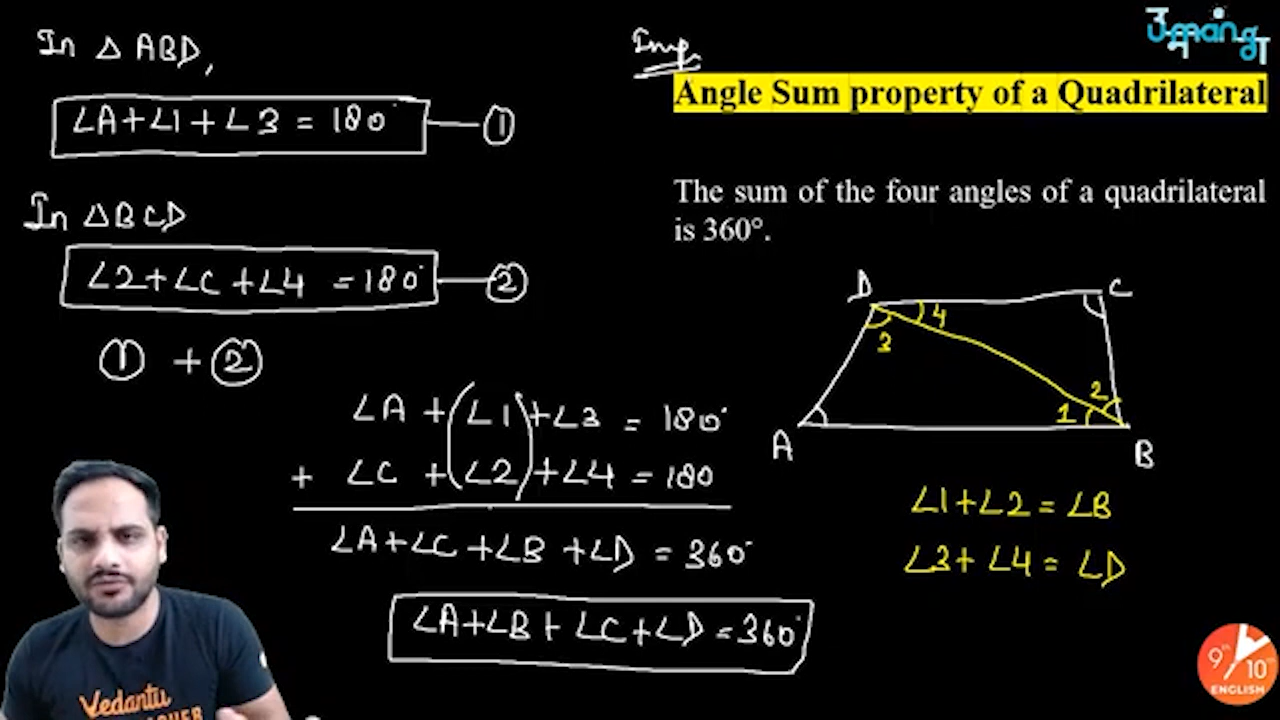 In △ ABD,
∠A+∠1+∠3 = 180° — ①
In △BCD
∠2+∠C+∠4 = 180° — ②
① + ②
∠A + (∠1)+∠3 = 180°
+ ∠C + (∠2)+∠4 = 180
∠A+∠C+∠B+∠D = 360°
∠A+∠B+∠C+∠D = 360°
Imp.
Angle Sum property of a Quadrilateral
The sum of the four angles of a quadrilateral
is 360°.
D
C
4
3
2
1
A
B
∠1+∠2 = ∠B
∠3+∠4 = ∠D
Vedantu
9th 10th
ENGLISH